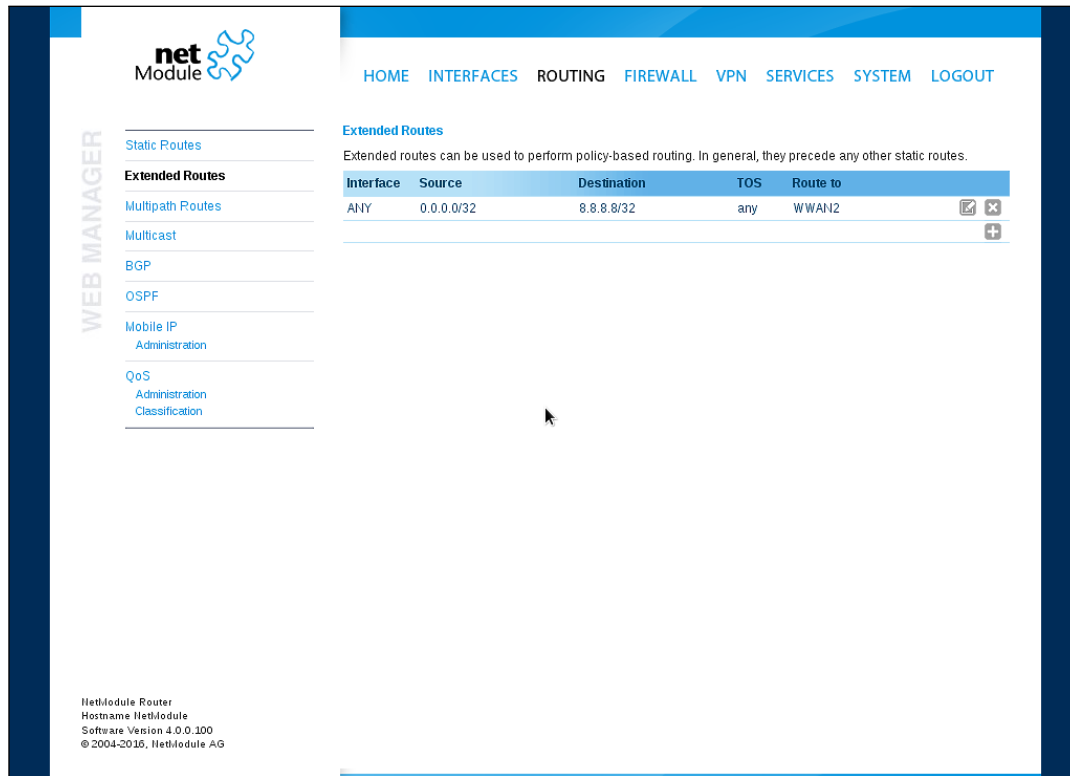 net
Module
HOME INTERFACES ROUTING FIREWALL VPN SERVICES SYSTEM LOGOUT
WEB MANAGER
Static Routes
Extended Routes
Multipath Routes
Multicast
BGP
OSPF
Mobile IP
Administration
QoS
Administration
Classification
Extended Routes
Extended routes can be used to perform policy-based routing. In general, they precede any other static routes.
Interface Source Destination TOS Route to
ANY 0.0.0.0/32 8.8.8.8/32 any WWAN2
NetModule Router
Hostname NetModule
Software Version 4.0.0.100
© 2004-2016, NetModule AG